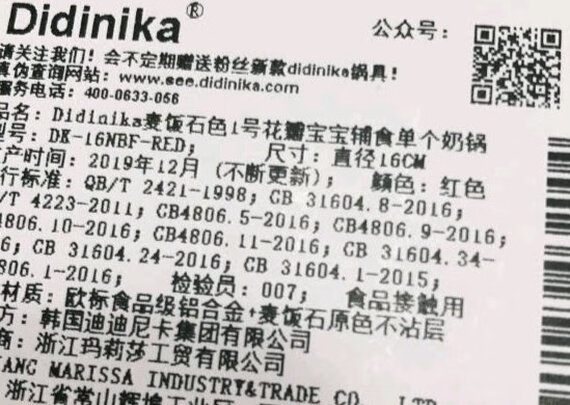 Didinika®
公众号：
请关注我们！会不定期赠送粉丝新款didinika锅具！
真伪查询网站：www.see.didinika.com
服务电话：400-0633-056
品名：Didinika麦饭石色1号花瓣宝宝辅食单个奶锅
型号：DK-16NBF-RED； 尺寸：直径16CM
产时间：2019年12月（不断更新）； 颜色：红色
行标准：QB/T 2421-1998；GB 31604.8-2016；
/T 4223-2011；GB4806.5-2016；GB4806.9-2016；
4806.10-2016；GB4806.11-2016；GB 31604.34-
6；GB 31604.24-2016；GB 31604.1-2015；
806.1-2016； 检验员：007； 食品接触用
材质：欧标食品级铝合金+麦饭石原色不沾层
方：韩国迪迪尼卡集团有限公司
商：浙江玛莉莎工贸有限公司
IANG MARISSA INDUSTRY&TRADE CO., LTD
浙江省常山辉埠工业区